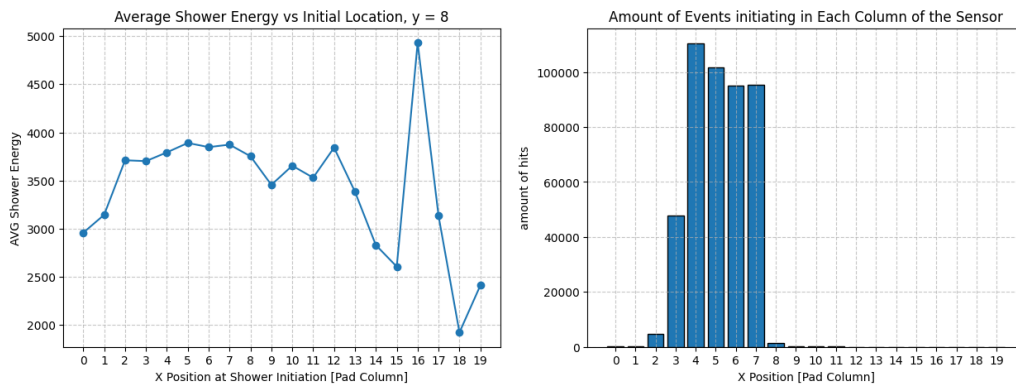 Average Shower Energy vs Initial Location, y = 8
5000
4500
4000
3500
3000
2500
2000
AVG Shower Energy
0 1 2 3 4 5 6 7 8 9 10 11 12 13 14 15 16 17 18 19
X Position at Shower Initiation [Pad Column]
Amount of Events initiating in Each Column of the Sensor
100000
80000
60000
40000
20000
0
amount of hits
0 1 2 3 4 5 6 7 8 9 10 11 12 13 14 15 16 17 18 19
X Position [Pad Column]